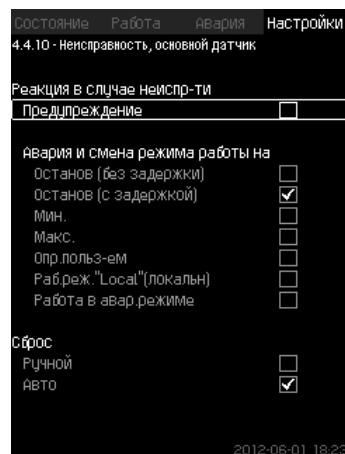 Состояние Работа Авария Настройки
4.4.10 - Неисправность, основной датчик
Реакция в случае неиспр-ти
Предупреждение
Авария и смена режима работы на
Останов (без задержки)
Останов (с задержкой)
Мин.
Макс.
Опр.польз-ем
Раб.реж."Local"(локальн)
Работа в авар.режиме
Сброс
Ручной
Авто
2012-06-01 18:23